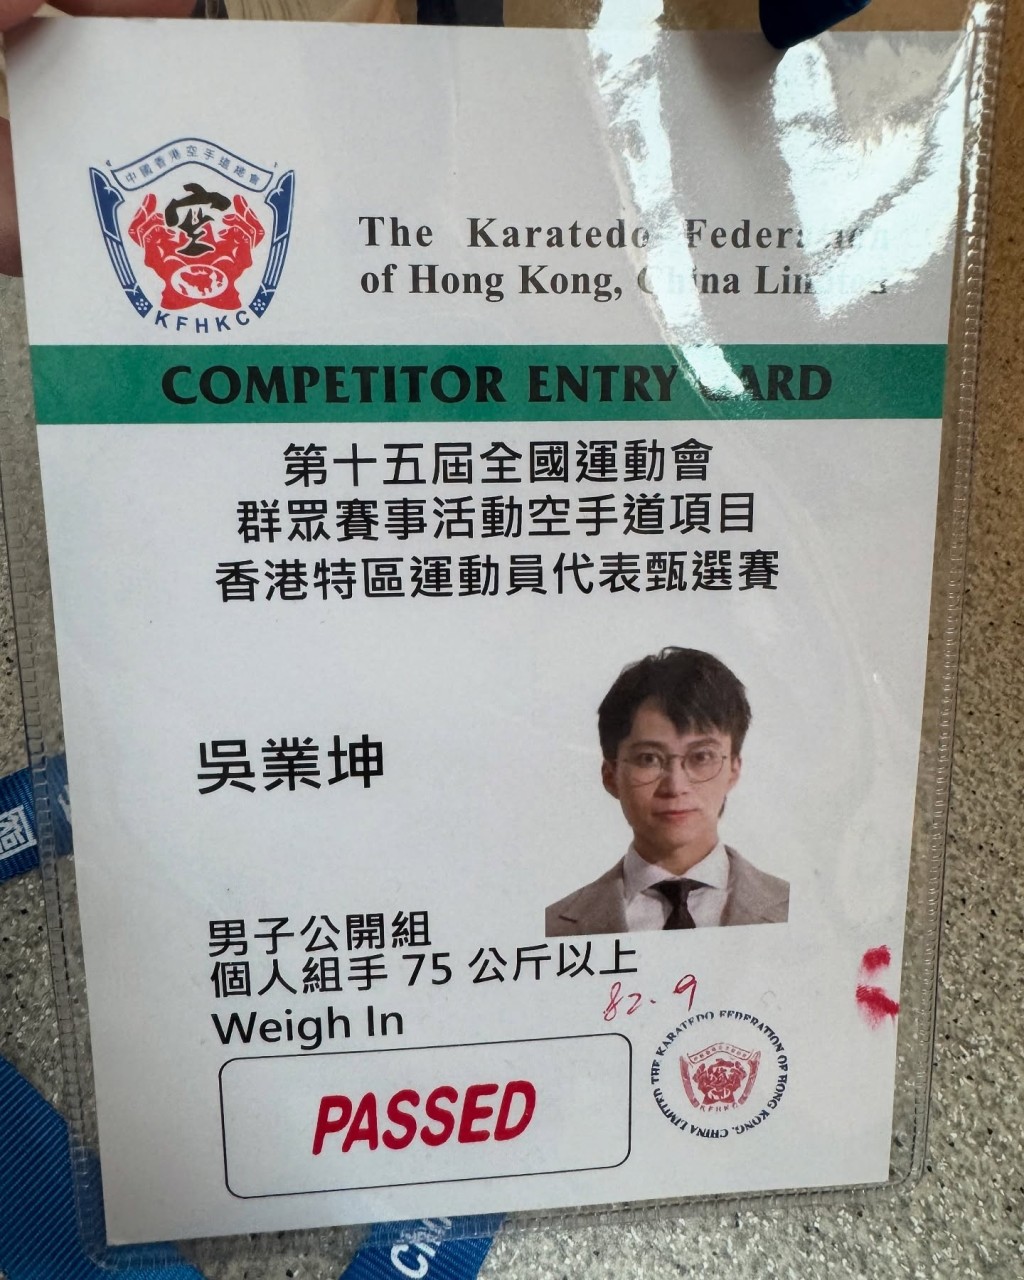 中國香港空手道總會
空
KFHKC
The Karatedo Federation
of Hong Kong, China Limited
COMPETITOR ENTRY CARD
第十五屆全國運動會
群眾賽事活動空手道項目
香港特區運動員代表甄選賽
吳業坤
男子公開組
個人組手 75 公斤以上
82.9
Weigh In
PASSED
THE KARATEDO FEDERATION OF HONG KONG, CHINA LIMITED
KFHKC